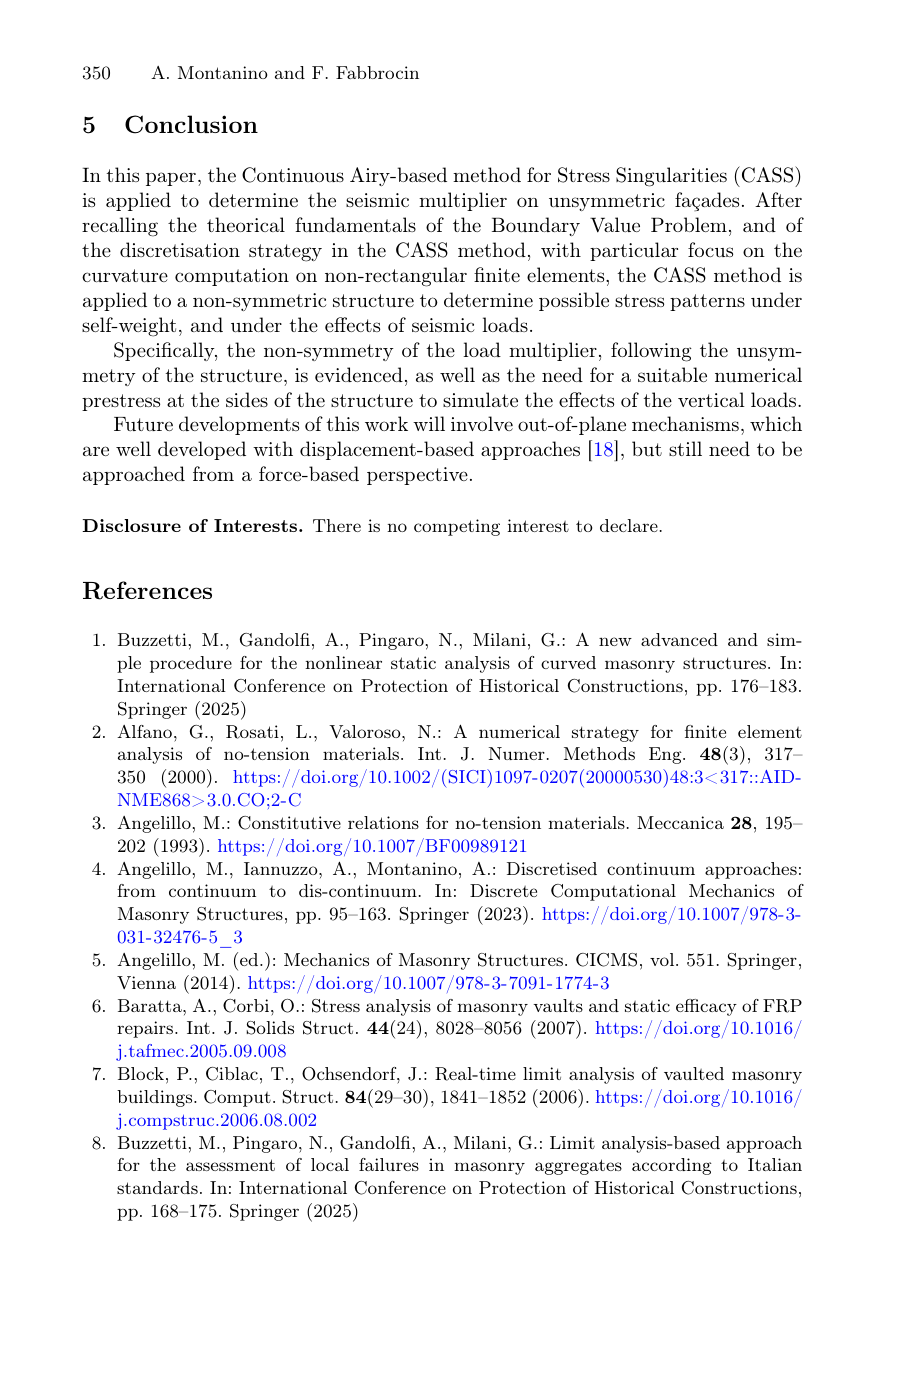 350 A. Montanino and F. Fabbrocin
5 Conclusion
In this paper, the Continuous Airy-based method for Stress Singularities (CASS)
is applied to determine the seismic multiplier on unsymmetric façades. After
recalling the theorical fundamentals of the Boundary Value Problem, and of
the discretisation strategy in the CASS method, with particular focus on the
curvature computation on non-rectangular finite elements, the CASS method is
applied to a non-symmetric structure to determine possible stress patterns under
self-weight, and under the effects of seismic loads.
Specifically, the non-symmetry of the load multiplier, following the unsym-
metry of the structure, is evidenced, as well as the need for a suitable numerical
prestress at the sides of the structure to simulate the effects of the vertical loads.
Future developments of this work will involve out-of-plane mechanisms, which
are well developed with displacement-based approaches [18], but still need to be
approached from a force-based perspective.
Disclosure of Interests. There is no competing interest to declare.
References
1. Buzzetti, M., Gandolfi, A., Pingaro, N., Milani, G.: A new advanced and sim-
ple procedure for the nonlinear static analysis of curved masonry structures. In:
International Conference on Protection of Historical Constructions, pp. 176–183.
Springer (2025)
2. Alfano, G., Rosati, L., Valoroso, N.: A numerical strategy for finite element
analysis of no-tension materials. Int. J. Numer. Methods Eng. 48(3), 317–
350 (2000). https://doi.org/10.1002/(SICI)1097-0207(20000530)48:3<317::AID-
NME868>3.0.CO;2-C
3. Angelillo, M.: Constitutive relations for no-tension materials. Meccanica 28, 195–
202 (1993). https://doi.org/10.1007/BF00989121
4. Angelillo, M., Iannuzzo, A., Montanino, A.: Discretised continuum approaches:
from continuum to dis-continuum. In: Discrete Computational Mechanics of
Masonry Structures, pp. 95–163. Springer (2023). https://doi.org/10.1007/978-3-
031-32476-5_3
5. Angelillo, M. (ed.): Mechanics of Masonry Structures. CICMS, vol. 551. Springer,
Vienna (2014). https://doi.org/10.1007/978-3-7091-1774-3
6. Baratta, A., Corbi, O.: Stress analysis of masonry vaults and static efficacy of FRP
repairs. Int. J. Solids Struct. 44(24), 8028–8056 (2007). https://doi.org/10.1016/
j.tafmec.2005.09.008
7. Block, P., Ciblac, T., Ochsendorf, J.: Real-time limit analysis of vaulted masonry
buildings. Comput. Struct. 84(29–30), 1841–1852 (2006). https://doi.org/10.1016/
j.compstruc.2006.08.002
8. Buzzetti, M., Pingaro, N., Gandolfi, A., Milani, G.: Limit analysis-based approach
for the assessment of local failures in masonry aggregates according to Italian
standards. In: International Conference on Protection of Historical Constructions,
pp. 168–175. Springer (2025)